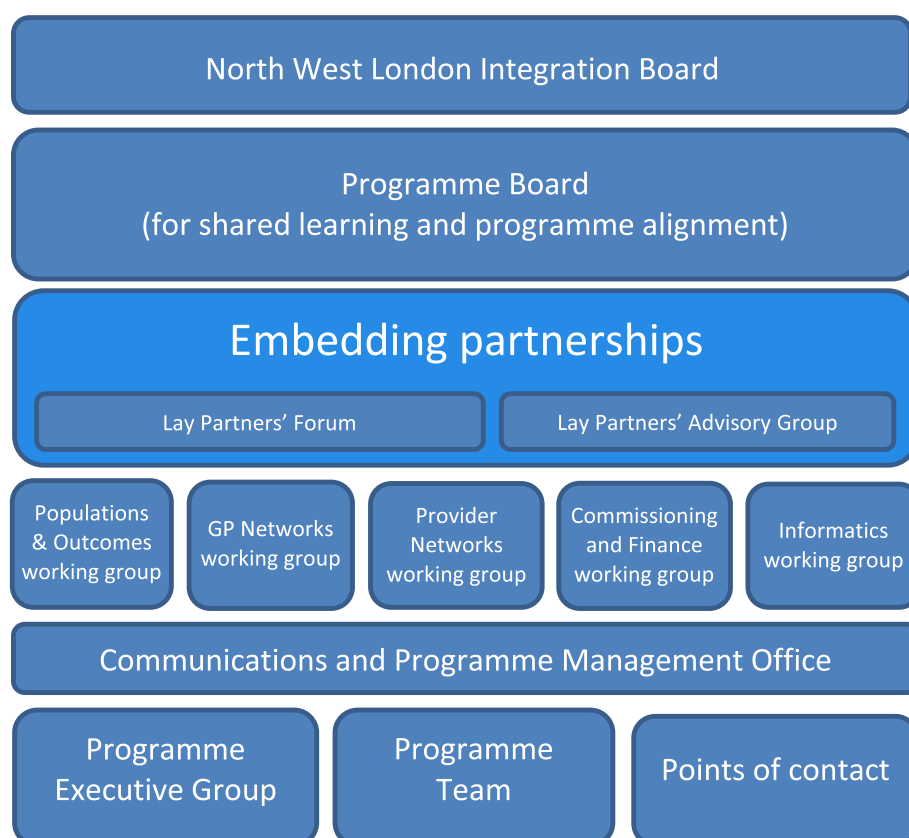 North West London Integration Board
Programme Board
(for shared learning and programme alignment)
Embedding partnerships
Lay Partners’ Forum
Lay Partners’ Advisory Group
Populations
& Outcomes
working group
GP Networks
working group
Provider
Networks
working group
Commissioning
and Finance
working group
Informatics
working group
Communications and Programme Management Office
Programme
Executive Group
Programme
Team
Points of contact